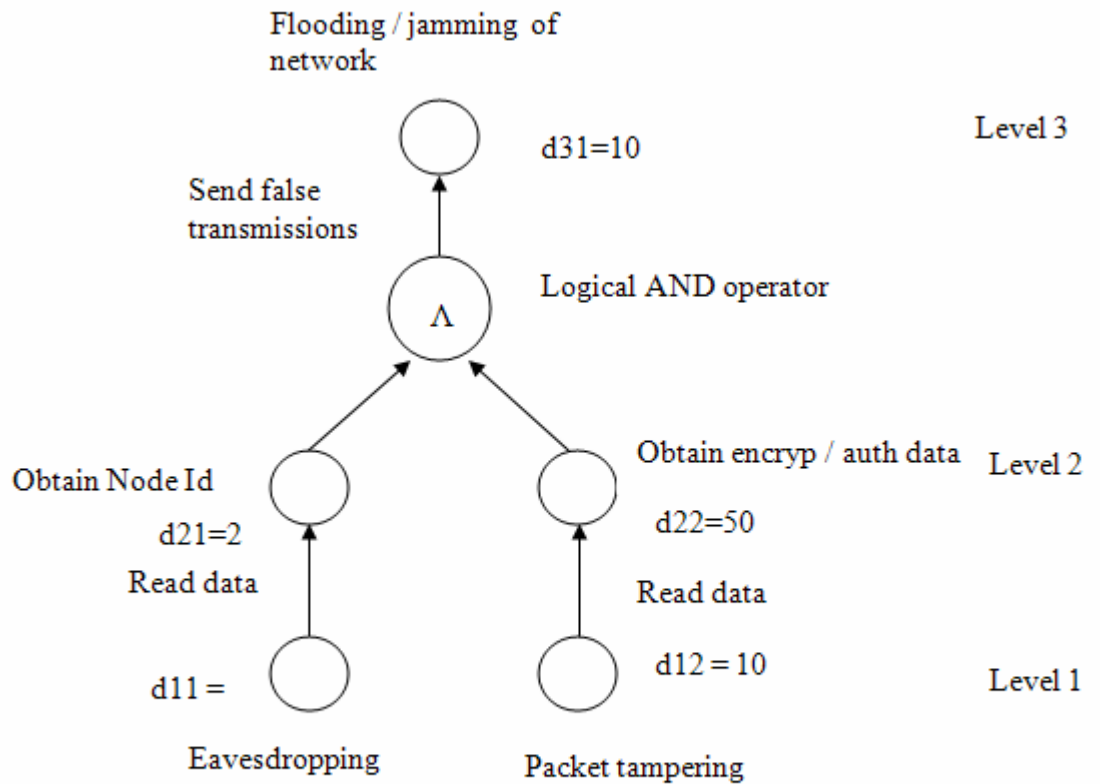 Flooding / jamming of
network
d31=10
Level 3
Send false
transmissions
Logical AND operator
Λ
Obtain Node Id
Obtain encryp / auth data
Level 2
d21=2
d22=50
Read data
Read data
d11 =
d12 = 10
Level 1
Eavesdropping
Packet tampering